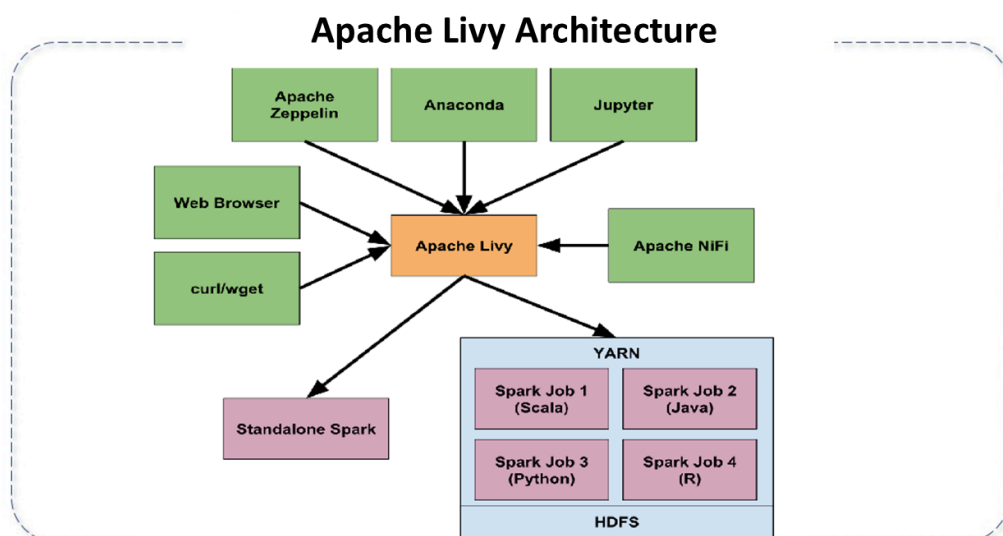 Apache Livy Architecture
Apache
Zeppelin
Anaconda
Jupyter
Web Browser
Apache Livy
Apache NiFi
curl/wget
YARN
Spark Job 1
(Scala)
Spark Job 2
(Java)
Standalone Spark
Spark Job 3
(Python)
Spark Job 4
(R)
HDFS